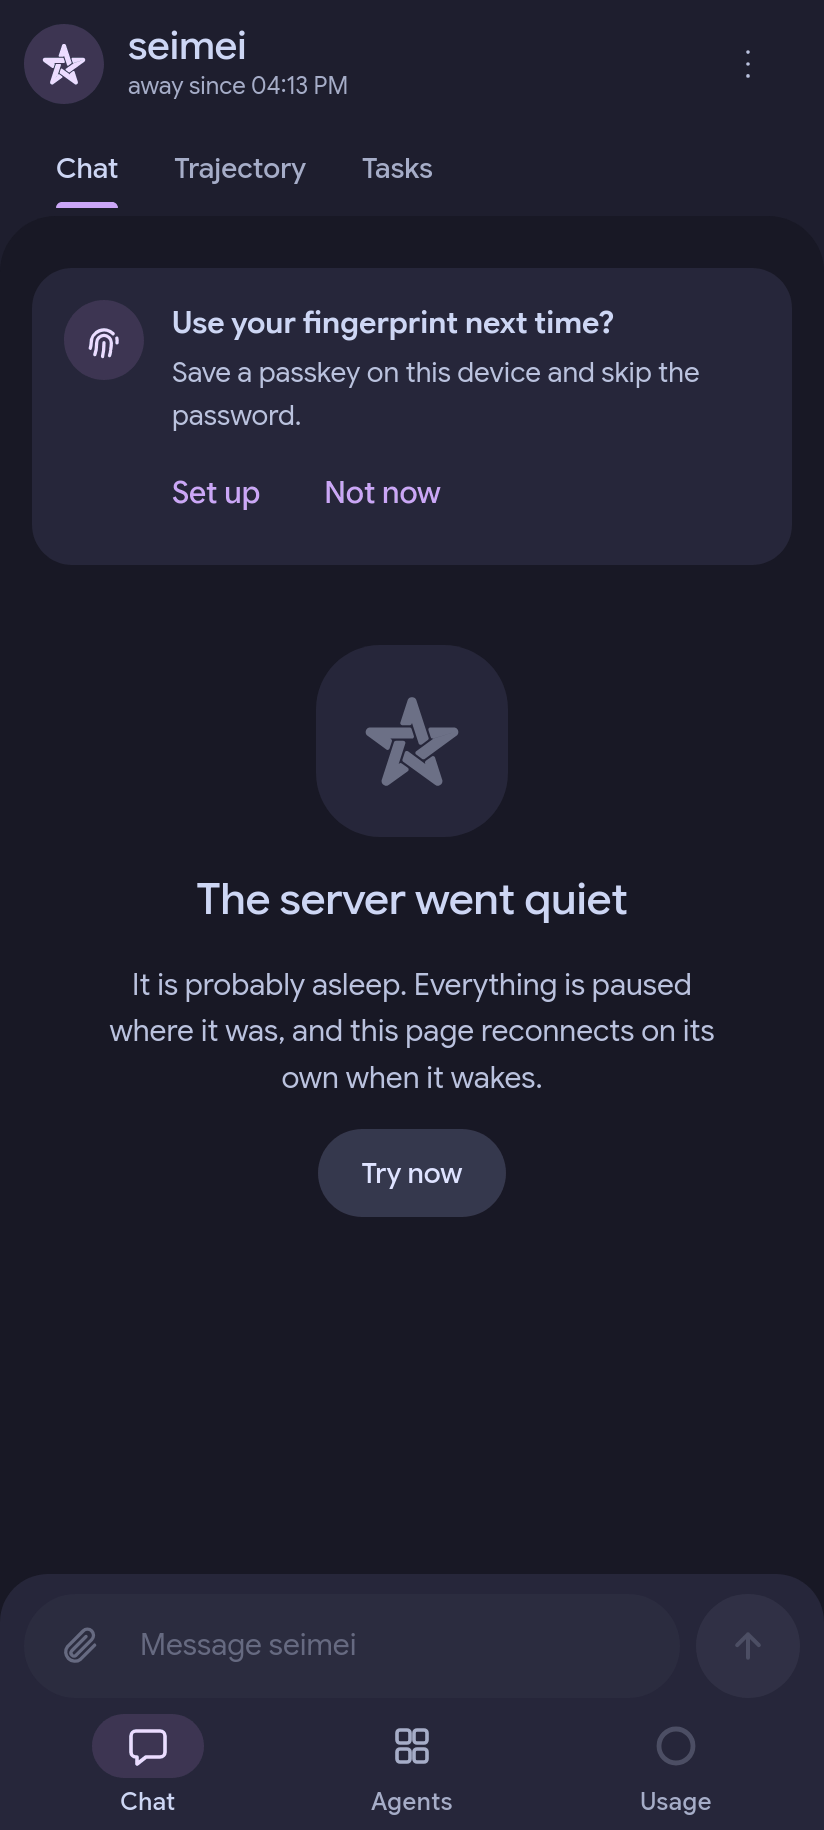 seimei
away since 04:13 PM
Chat
Trajectory
Tasks
Use your fingerprint next time?
Save a passkey on this device and skip the
password.
Set up
Not now
The server went quiet
It is probably asleep. Everything is paused
where it was, and this page reconnects on its
own when it wakes.
Try now
Message seimei
Chat
Agents
Usage